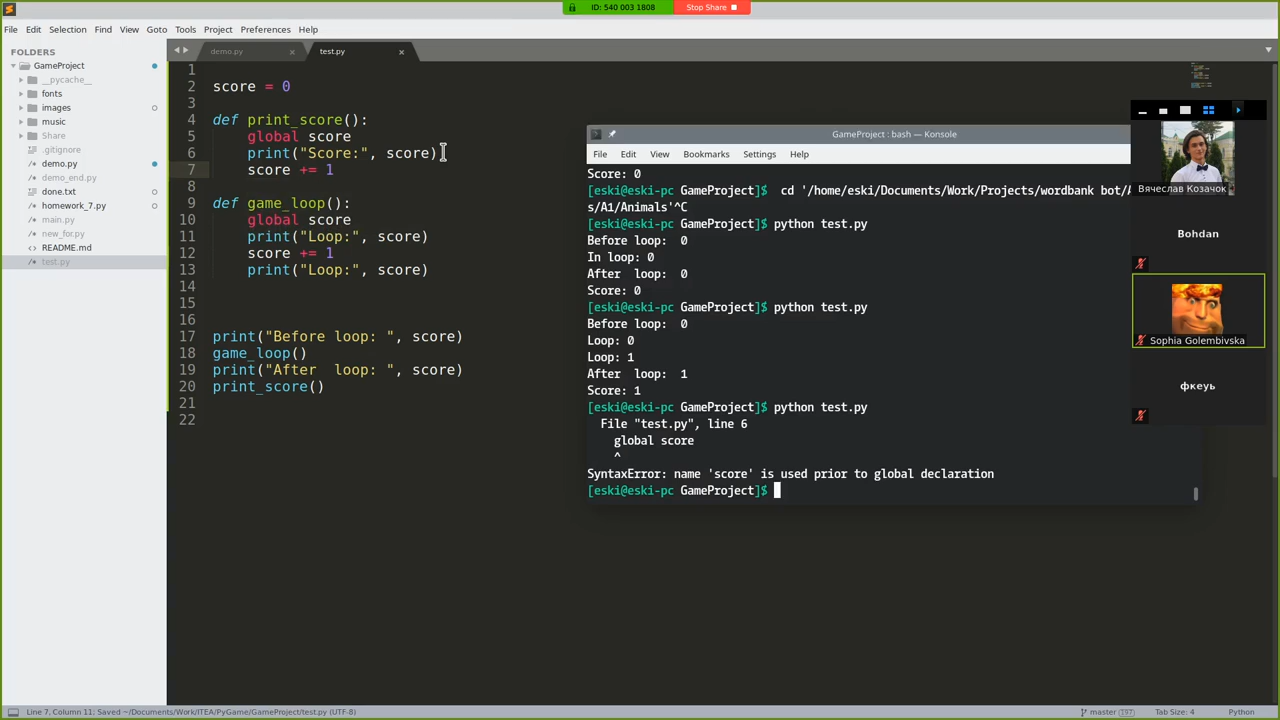 ID: 540 003 1808
Stop Share
File Edit Selection Find View Goto Tools Project Preferences Help
FOLDERS
GameProject
__pycache__
fonts
images
music
Share
.gitignore
demo.py
demo_end.py
done.txt
homework_7.py
main.py
new_for.py
README.md
test.py
demo.py
test.py
1
2 score = 0
3
4 def print_score():
5 global score
6 print("Score:", score)
7 score += 1
8
9 def game_loop():
10 global score
11 print("Loop:", score)
12 score += 1
13 print("Loop:", score)
14
15
16
17 print("Before loop: ", score)
18 game_loop()
19 print("After  loop: ", score)
20 print_score()
21
22
GameProject : bash — Konsole
File Edit View Bookmarks Settings Help
Score: 0
[eski@eski-pc GameProject]$  cd '/home/eski/Documents/Work/Projects/wordbank bot/
s/A1/Animals'^C
[eski@eski-pc GameProject]$ python test.py
Before loop:  0
In loop: 0
After  loop:  0
Score: 0
[eski@eski-pc GameProject]$ python test.py
Before loop:  0
Loop: 0
Loop: 1
After  loop:  1
Score: 1
[eski@eski-pc GameProject]$ python test.py
File "test.py", line 6
global score
^
SyntaxError: name 'score' is used prior to global declaration
[eski@eski-pc GameProject]$
Вячеслав Козачок
Bohdan
Sophia Golembivska
фкеуь
Line 7, Column 11; Saved ~/Documents/Work/ITEA/PyGame/GameProject/test.py (UTF-8)
master 197
Tab Size: 4
Python